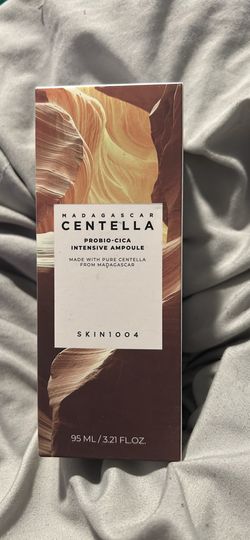 MADAGASCAR
CENTELLA
PROBIO-CICA
INTENSIVE AMPOULE
MADE WITH PURE CENTELLA
FROM MADAGASCAR
SKIN1004
95 ML / 3.21 FL.OZ.